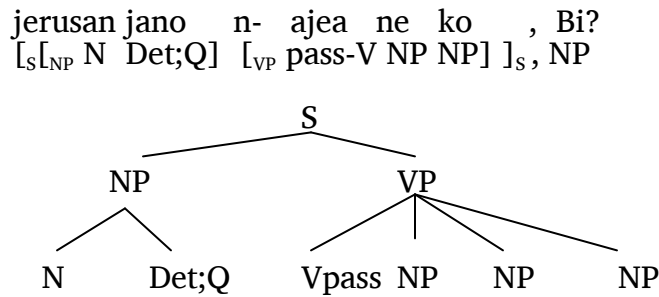 jerusan jano n- ajea ne ko , Bi?
[S[NP N Det;Q] [VP pass-V NP NP] ]S, NP
S
NP VP
N Det;Q Vpass NP NP NP